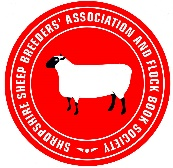 SHROPSHIRE SHEEP BREEDERS' ASSOCIATION AND FLOCK BOOK SOCIETY